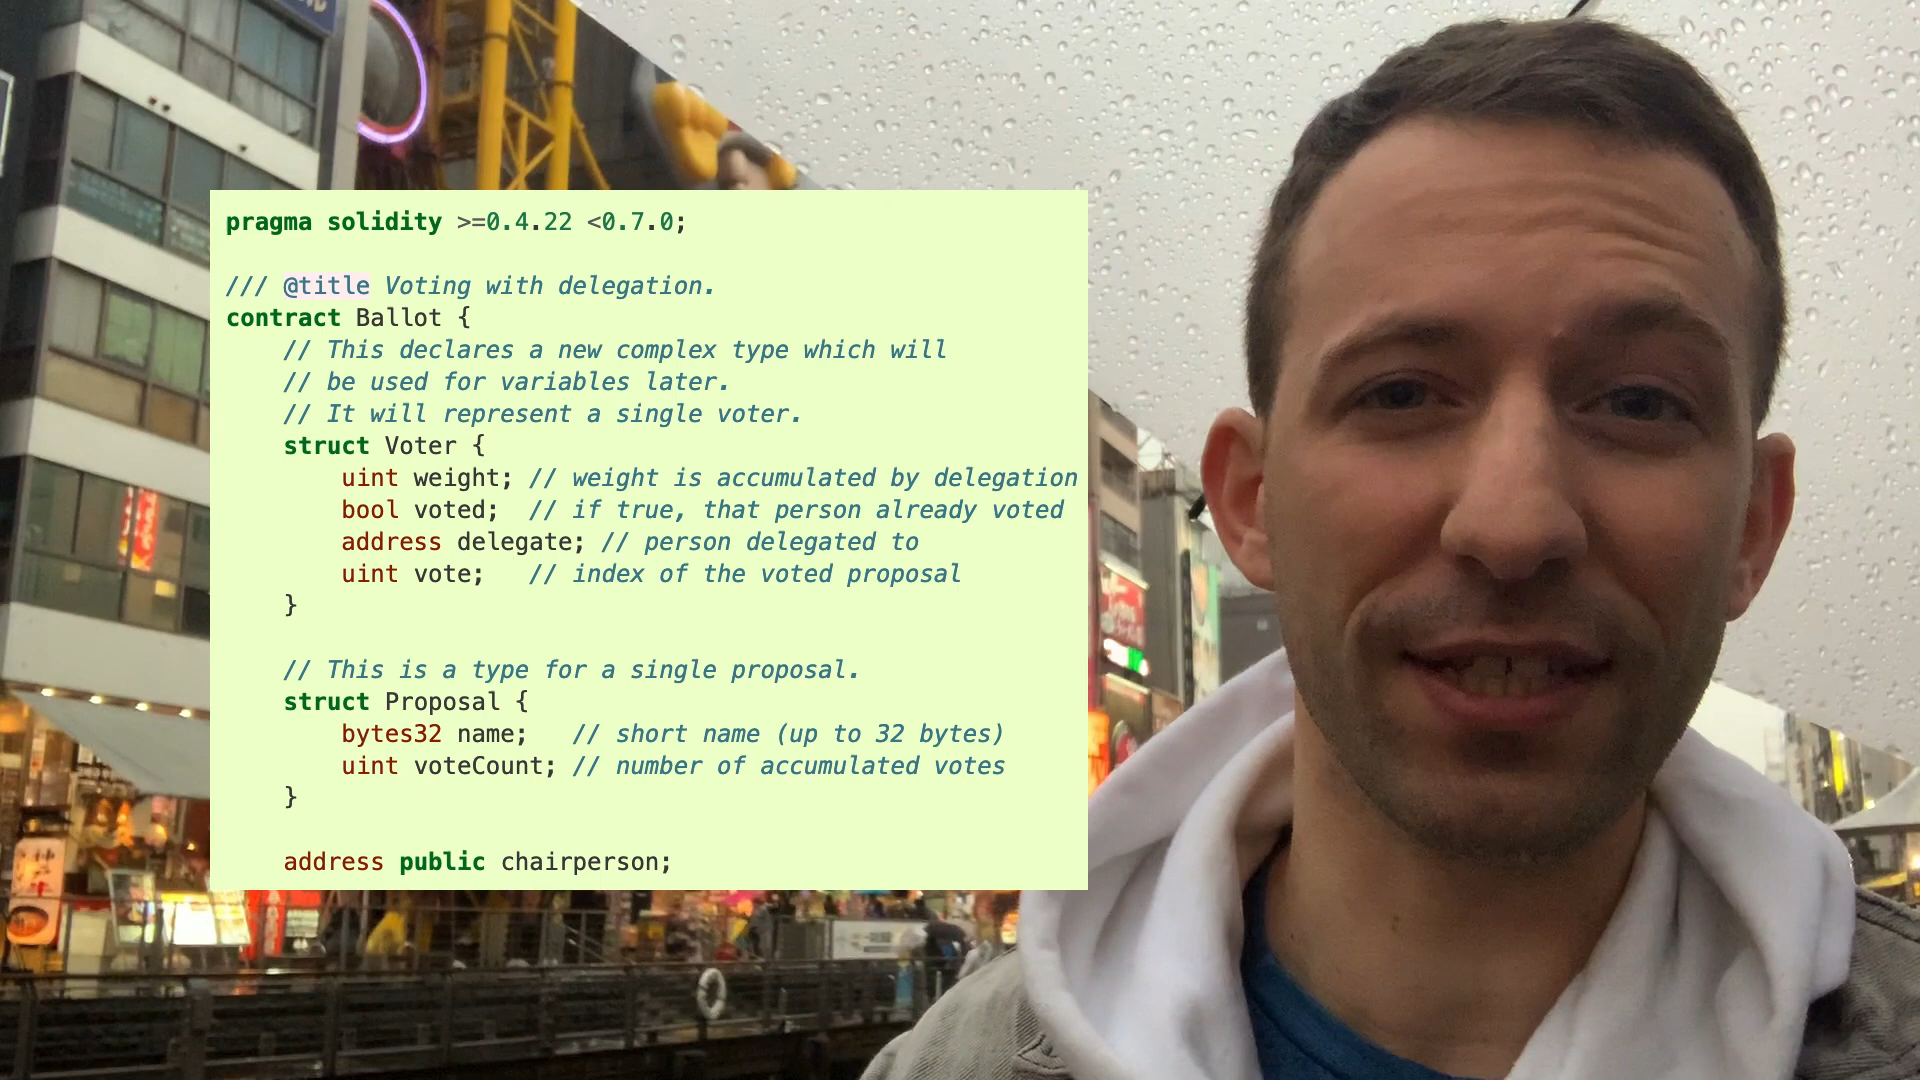 pragma solidity >=0.4.22 <0.7.0;
/// @title Voting with delegation.
contract Ballot {
// This declares a new complex type which will
// be used for variables later.
// It will represent a single voter.
struct Voter {
uint weight; // weight is accumulated by delegation
bool voted;  // if true, that person already voted
address delegate; // person delegated to
uint vote;   // index of the voted proposal
}
// This is a type for a single proposal.
struct Proposal {
bytes32 name;   // short name (up to 32 bytes)
uint voteCount; // number of accumulated votes
}
address public chairperson;